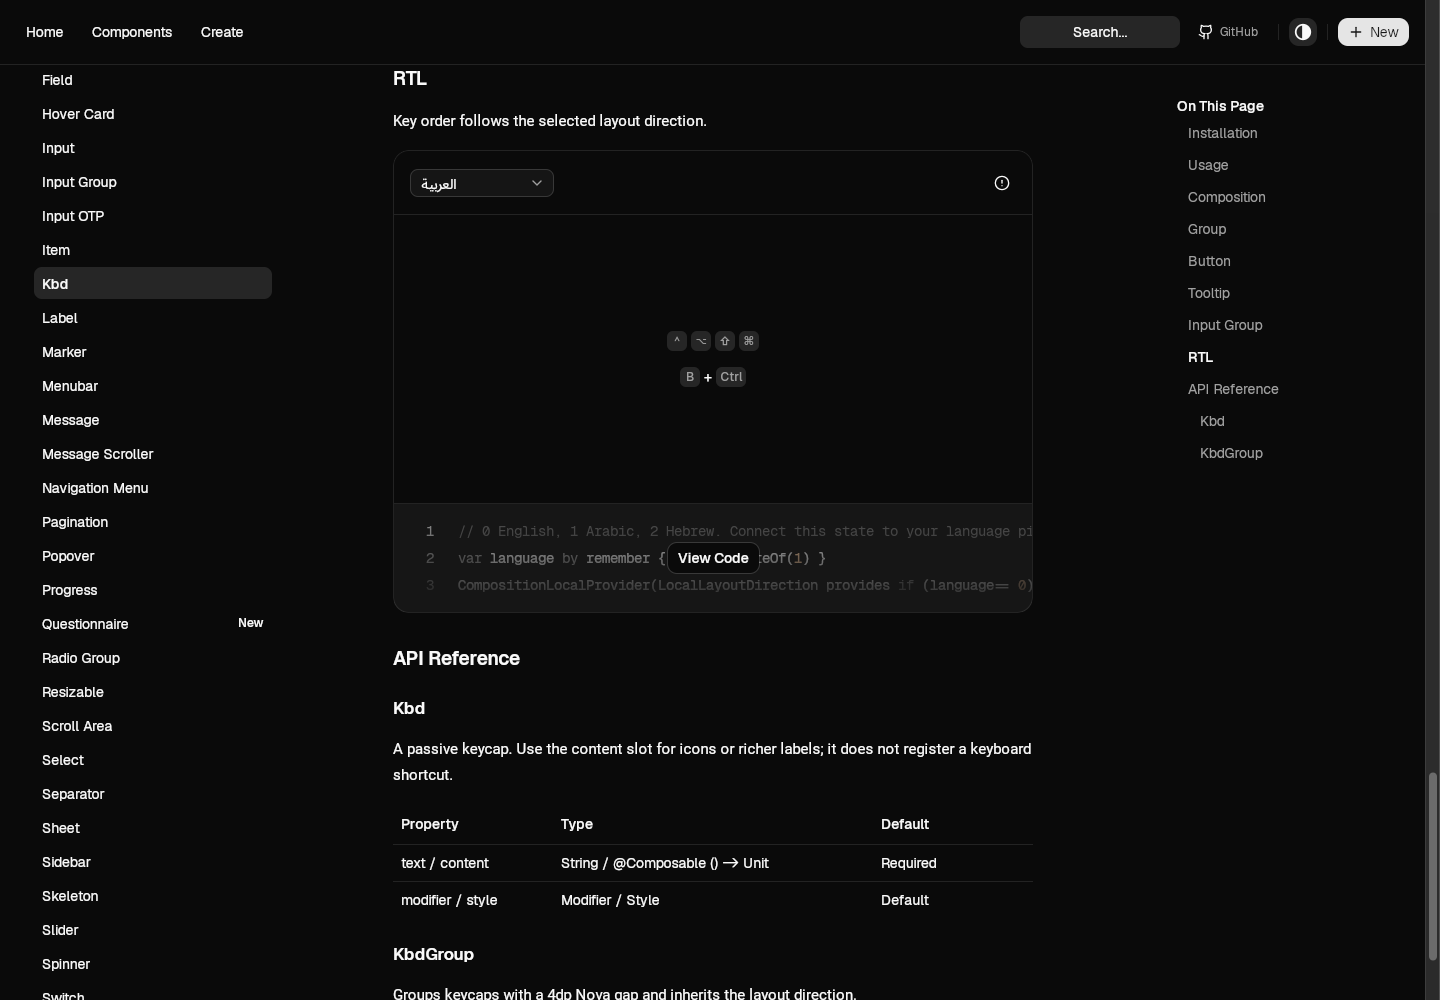 Home
Components
Create
Search...
GitHub
New
Field
Hover Card
Input
Input Group
Input OTP
Item
Kbd
Label
Marker
Menubar
Message
Message Scroller
Navigation Menu
Pagination
Popover
Progress
Questionnaire New
Radio Group
Resizable
Scroll Area
Select
Separator
Sheet
Sidebar
Skeleton
Slider
Spinner
Switch
RTL
Key order follows the selected layout direction.
العربية
^ ⌥ ⇧ ⌘
B + Ctrl
1 // 0 English, 1 Arabic, 2 Hebrew. Connect this state to your language pi
2 var language by remember { teOf(1) }
View Code
3 CompositionLocalProvider(LocalLayoutDirection provides if (language== 0)
API Reference
Kbd
A passive keycap. Use the content slot for icons or richer labels; it does not register a keyboard
shortcut.
Property Type Default
text / content String / @Composable () -> Unit Required
modifier / style Modifier / Style Default
KbdGroup
Groups keycaps with a 4dp Nova gap and inherits the layout direction.
On This Page
Installation
Usage
Composition
Group
Button
Tooltip
Input Group
RTL
API Reference
Kbd
KbdGroup